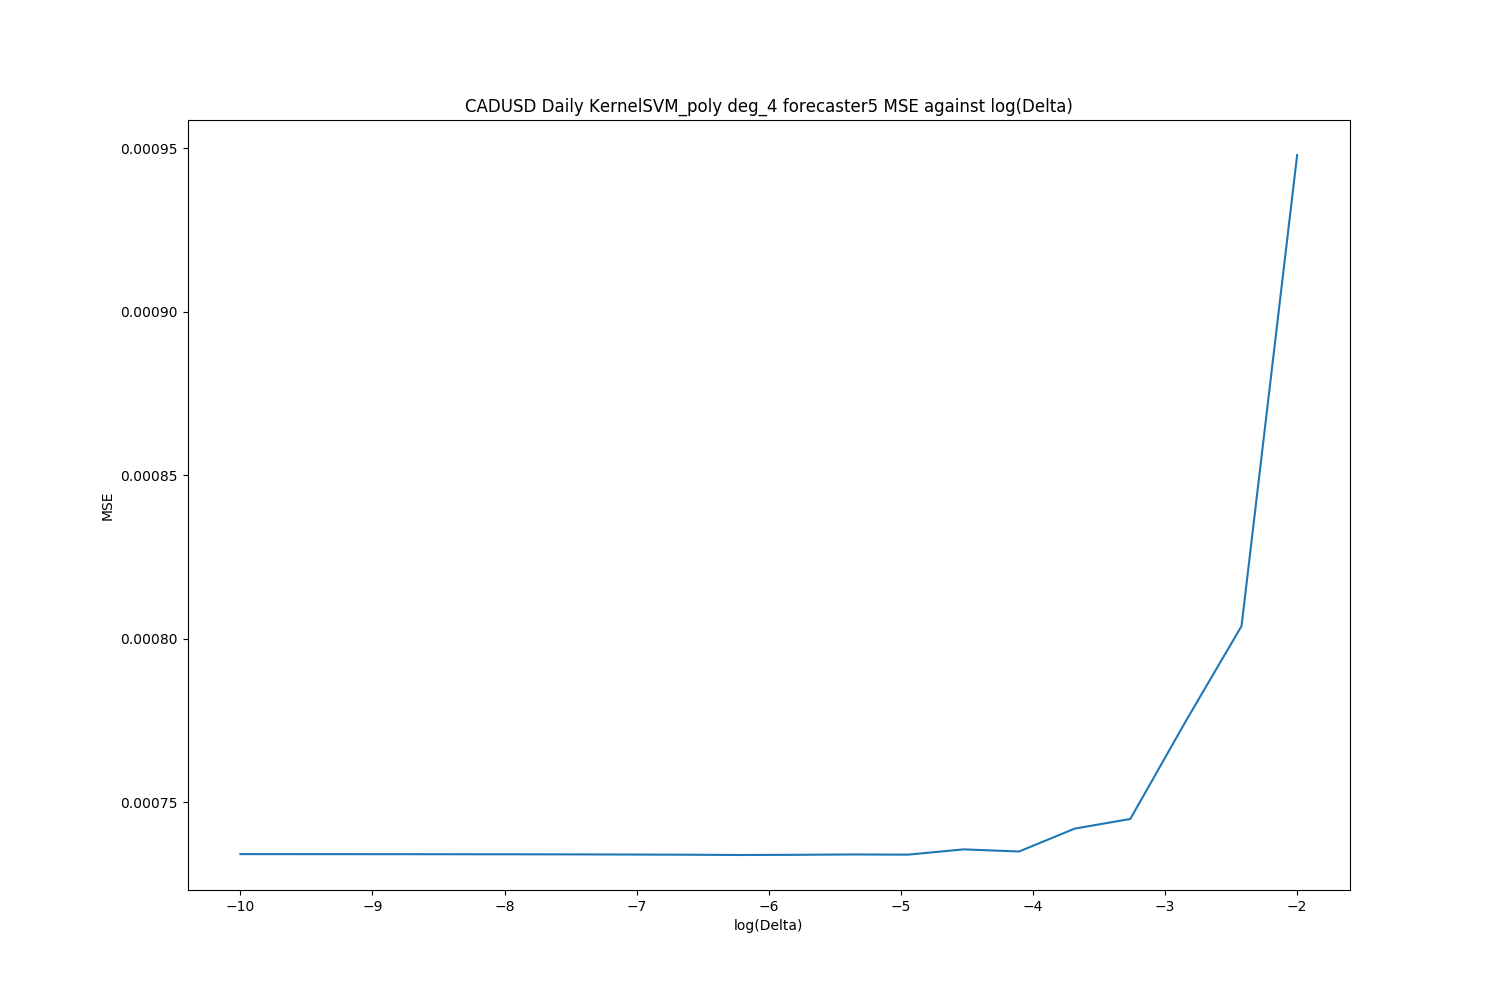 CADUSD Daily KernelSVM_poly deg_4 forecaster5 MSE against log(Delta)
0.00095
0.00090
0.00085
0.00080
0.00075
MSE
−10 −9 −8 −7 −6 −5 −4 −3 −2
log(Delta)